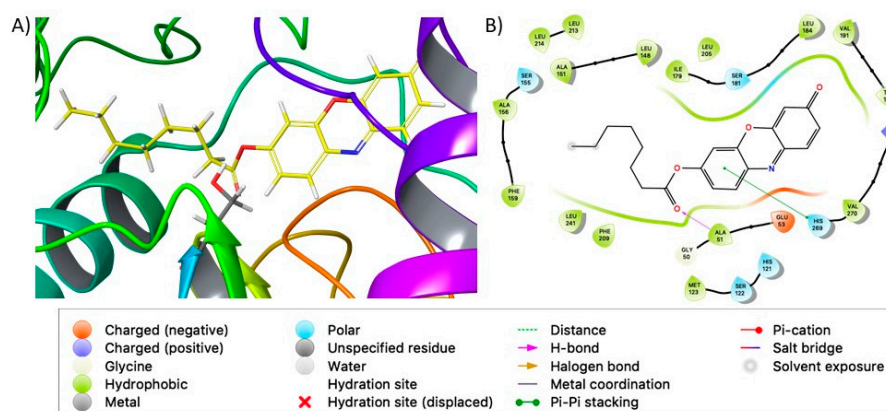 A)
B)
LEU
214
LEU
213
SER
155
ALA
151
LEU
148
ALA
156
PHE
159
ILE
179
LEU
205
SER
181
LEU
184
VAL
191
O
O
N
O
O
LEU
241
PHE
209
GLY
50
ALA
51
GLU
53
HIS
269
VAL
270
HIS
121
SER
122
MET
123
Charged (negative)
Charged (positive)
Glycine
Hydrophobic
Metal
Polar
Unspecified residue
Water
Hydration site
Hydration site (displaced)
Distance
H-bond
Halogen bond
Metal coordination
Pi-Pi stacking
Pi-cation
Salt bridge
Solvent exposure